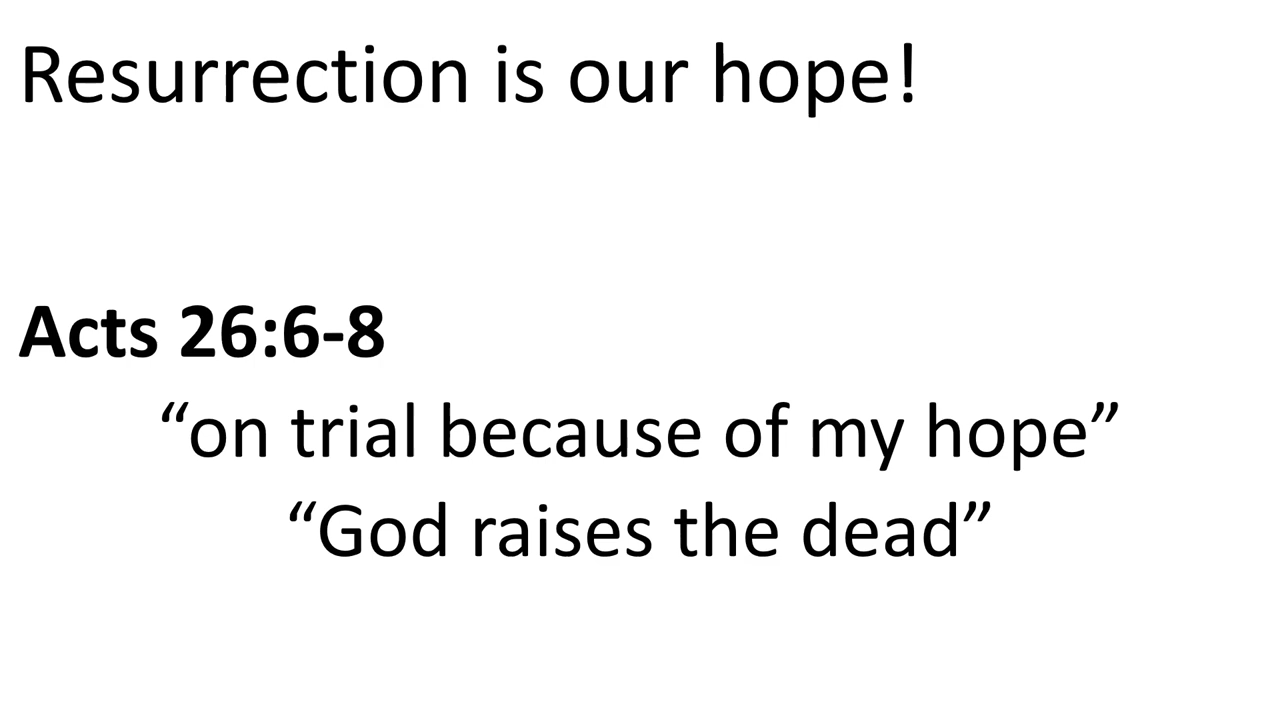 Resurrection is our hope!
Acts 26:6-8
“on trial because of my hope”
“God raises the dead”